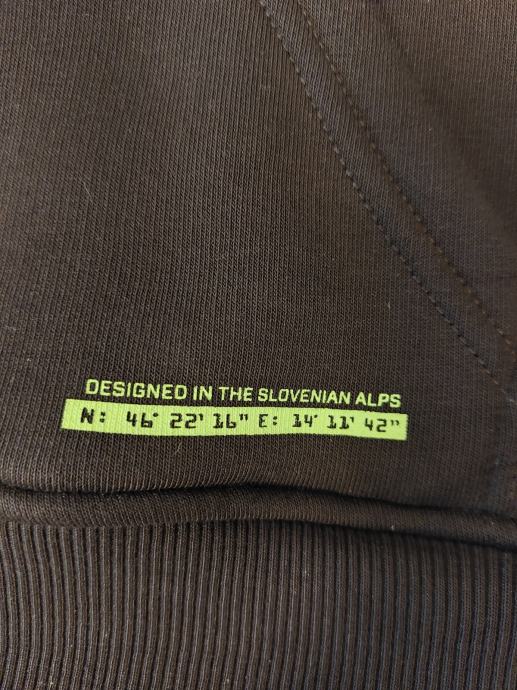 DESIGNED IN THE SLOVENIAN ALPS
N: 46° 22' 16" E: 14° 11' 42"